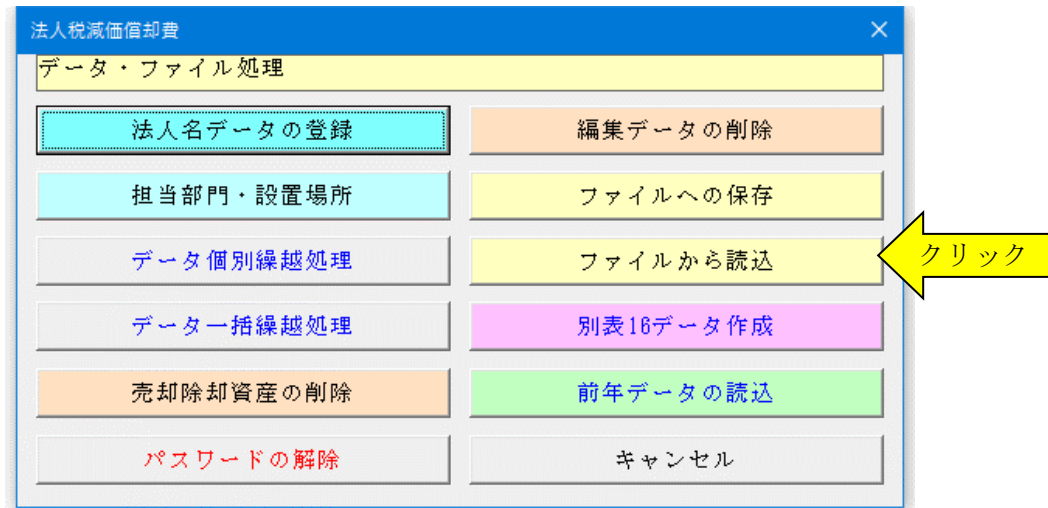 法人税減価償却費
データ・ファイル処理
法人名データの登録
編集データの削除
担当部門・設置場所
ファイルへの保存
データ個別繰越処理
ファイルから読込
クリック
データ一括繰越処理
別表16データ作成
売却除却資産の削除
前年データの読込
パスワードの解除
キャンセル